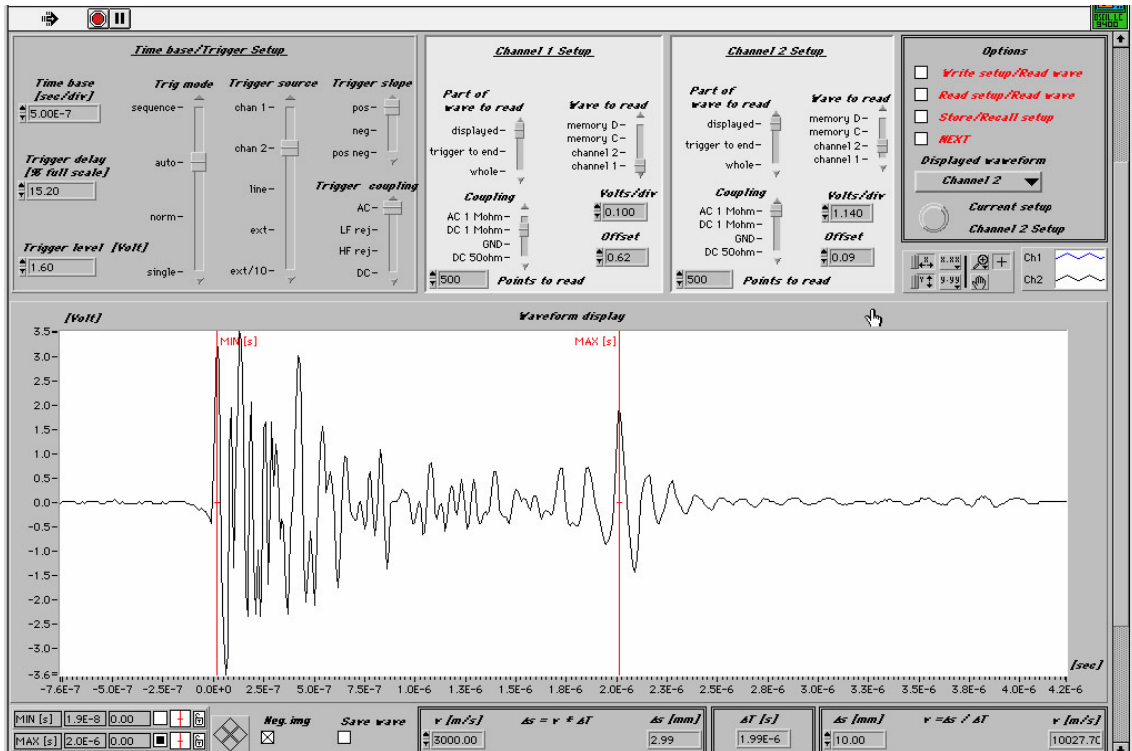 OSCIL.LC
9400
Time base/Trigger Setup
Time base
[sec/div]
5.00E-7
Trigger delay
[% full scale]
15.20
Trigger level [Volt]
1.60
Trig mode
sequence-
auto-
norm-
single-
Trigger source
chan 1-
chan 2-
line-
ext-
ext/10-
Trigger slope
pos-
neg-
pos neg-
Trigger coupling
AC-
LF rej-
HF rej-
DC-
Channel 1 Setup
Part of
wave to read
displayed-
trigger to end-
whole-
Wave to read
memory D-
memory C-
channel 2-
channel 1-
Coupling
AC 1 Mohm-
DC 1 Mohm-
GND-
DC 50ohm-
Volts/div
0.100
Offset
0.62
500 Points to read
Channel 2 Setup
Part of
wave to read
displayed-
trigger to end-
whole-
Wave to read
memory D-
memory C-
channel 2-
channel 1-
Coupling
AC 1 Mohm-
DC 1 Mohm-
GND-
DC 50ohm-
Volts/div
1.140
Offset
0.09
500 Points to read
Options
Write setup/Read wave
Read setup/Read wave
Store/Recall setup
NEXT
Displayed waveform
Channel 2
Current setup
Channel 2 Setup
X X.XX
Y Y.YY
Ch1
Ch2
[Volt] Waveform display
MIN [s] MAX [s]
3.5-
3.0-
2.5-
2.0-
1.5-
1.0-
0.5-
0.0-
-0.5-
-1.0-
-1.5-
-2.0-
-2.5-
-3.0-
-3.6-
[sec]
-7.6E-7 -5.0E-7 -2.5E-7 0.0E+0 2.5E-7 5.0E-7 7.5E-7 1.0E-6 1.3E-6 1.5E-6 1.8E-6 2.0E-6 2.3E-6 2.5E-6 2.8E-6 3.0E-6 3.3E-6 3.5E-6 3.8E-6 4.0E-6 4.2E-6
MIN [s] 1.9E-8 0.00
MAX [s] 2.0E-6 0.00
Neg.img
Save wave
v [m/s] Δs = v * ΔT Δs [mm]
3000.00 2.99
ΔT [s]
1.99E-6
Δs [mm] v =Δs / ΔT v [m/s]
10.00 10027.70